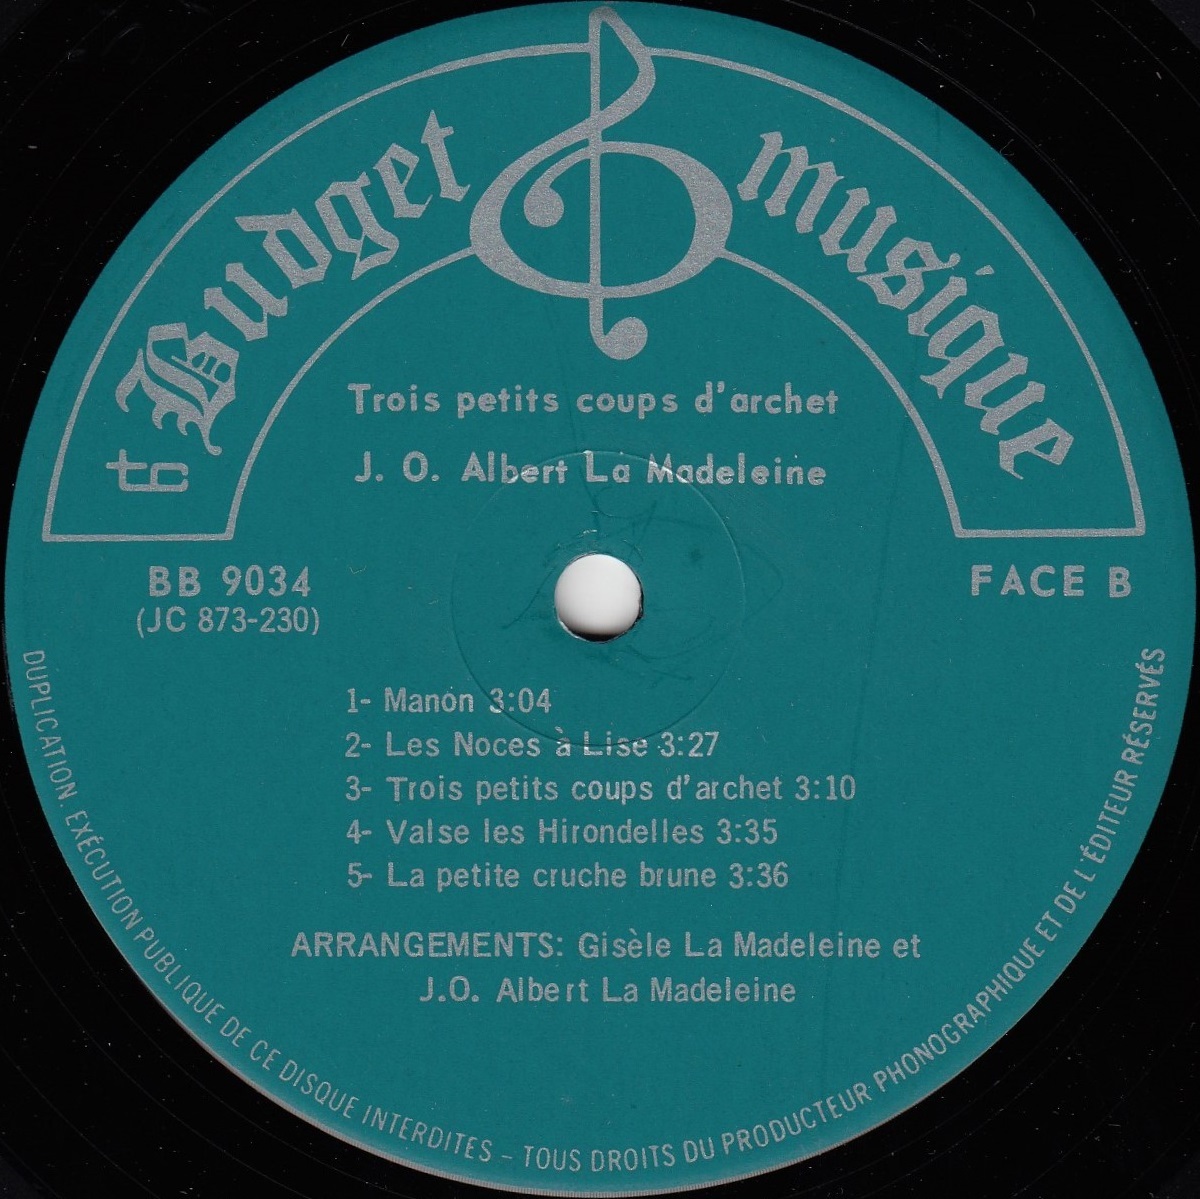 Budget musique
Trois petits coups d'archet
J. O. Albert La Madeleine
BB 9034
(JC 873-230)
FACE B
1- Manon 3:04
2- Les Noces à Lise 3:27
3- Trois petits coups d'archet 3:10
4- Valse les Hirondelles 3:35
5- La petite cruche brune 3:36
ARRANGEMENTS: Gisèle La Madeleine et
J.O. Albert La Madeleine
DUPLICATION, EXÉCUTION PUBLIQUE DE CE DISQUE INTERDITES – TOUS DROITS DU PRODUCTEUR PHONOGRAPHIQUE ET DE L'ÉDITEUR RÉSERVÉS